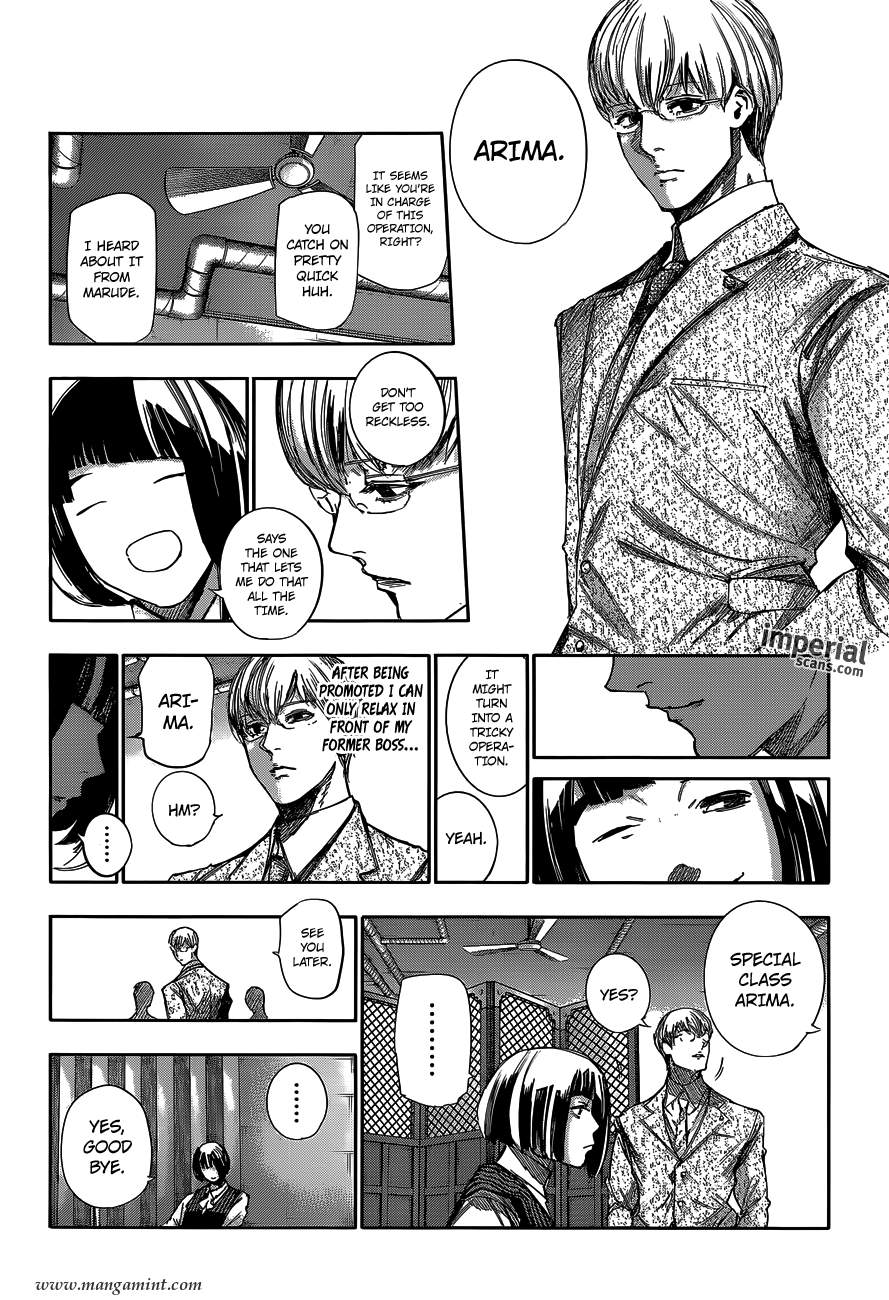 ARIMA.
IT SEEMS
LIKE YOU'RE
IN CHARGE
OF THIS
OPERATION,
RIGHT?
YOU
CATCH ON
PRETTY
QUICK
HUH.
I HEARD
ABOUT IT
FROM
MARUDE.
DON'T
GET TOO
RECKLESS.
SAYS
THE ONE
THAT LETS
ME DO THAT
ALL THE
TIME.
imperial
scans.com
IT
MIGHT
TURN
INTO A
TRICKY
OPERA-
TION.
YEAH.
AFTER BEING
PROMOTED I CAN
ONLY RELAX IN
FRONT OF MY
FORMER BOSS...
ARI-
MA.
HM?
......
SPECIAL
CLASS
ARIMA.
YES?
........
SEE
YOU
LATER.
.....
YES,
GOOD
BYE.
www.mangamint.com